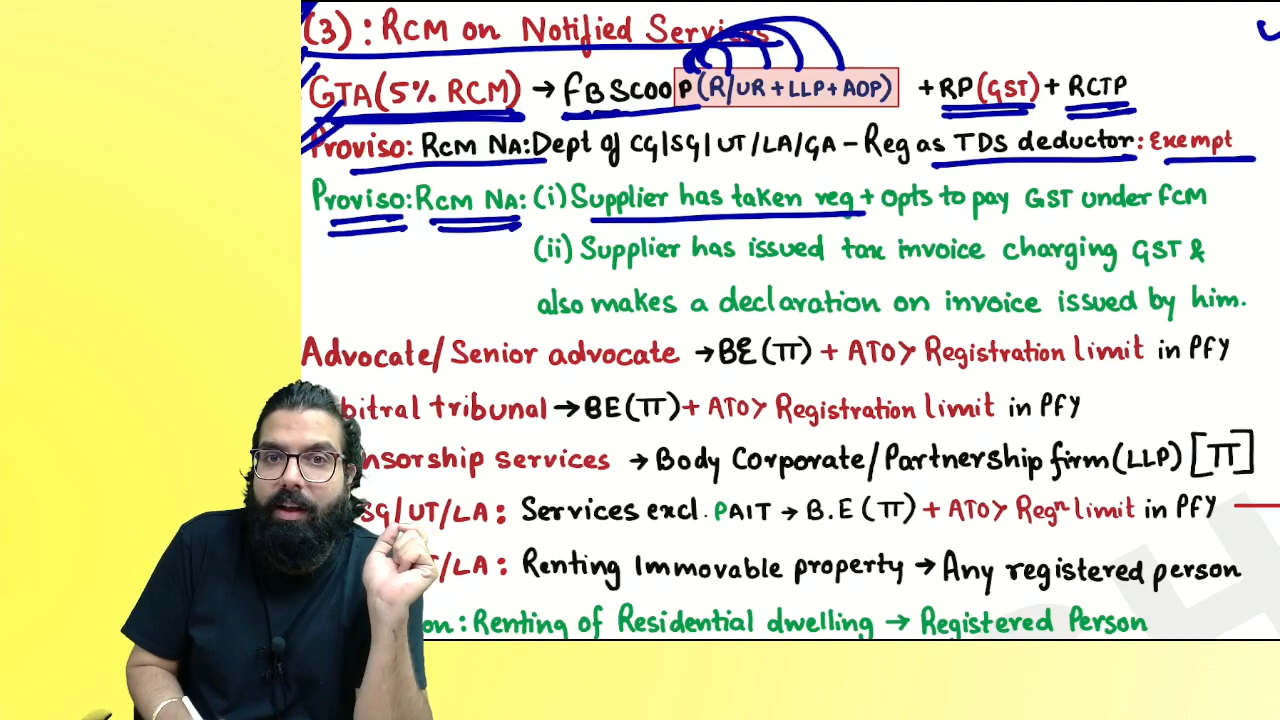 (3): RCM on Notified Services
GTA(5% RCM) → FBSCOOP(R/UR + LLP + AOP) + RP(GST) + RCTP
Proviso: RCM NA: Dept of CG/SG/UT/LA/GA - Reg as TDS deductor: Exempt
Proviso: RCM NA: (i) Supplier has taken reg + opts to pay GST under FCM
(ii) Supplier has issued tax invoice charging GST &
also makes a declaration on invoice issued by him.
Advocate/Senior advocate → BE(TT) + ATO> Registration limit in PFY
bitral tribunal → BE(TT) + ATO> Registration limit in PFY
nsorship services → Body Corporate/Partnership firm(LLP) [TT]
SG/UT/LA: Services excl. PAIT → B.E (TT) + ATO> Regn limit in PFY
/LA: Renting Immovable property → Any registered person
on: Renting of Residential dwelling → Registered Person